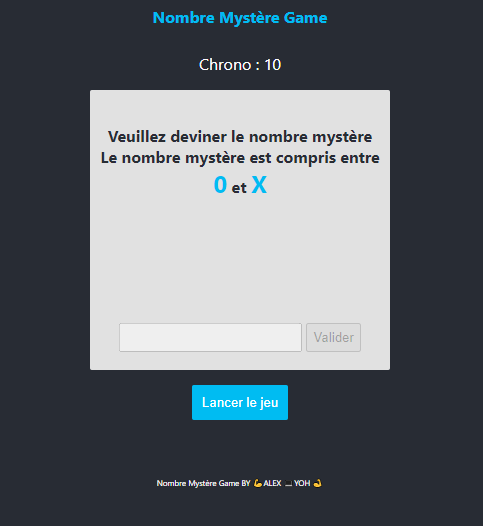 Nombre Mystère Game
Chrono : 10
Veuillez deviner le nombre mystère
Le nombre mystère est compris entre
0 et X
Valider
Lancer le jeu
Nombre Mystère Game BY 💪 ALEX _ YOH 💪